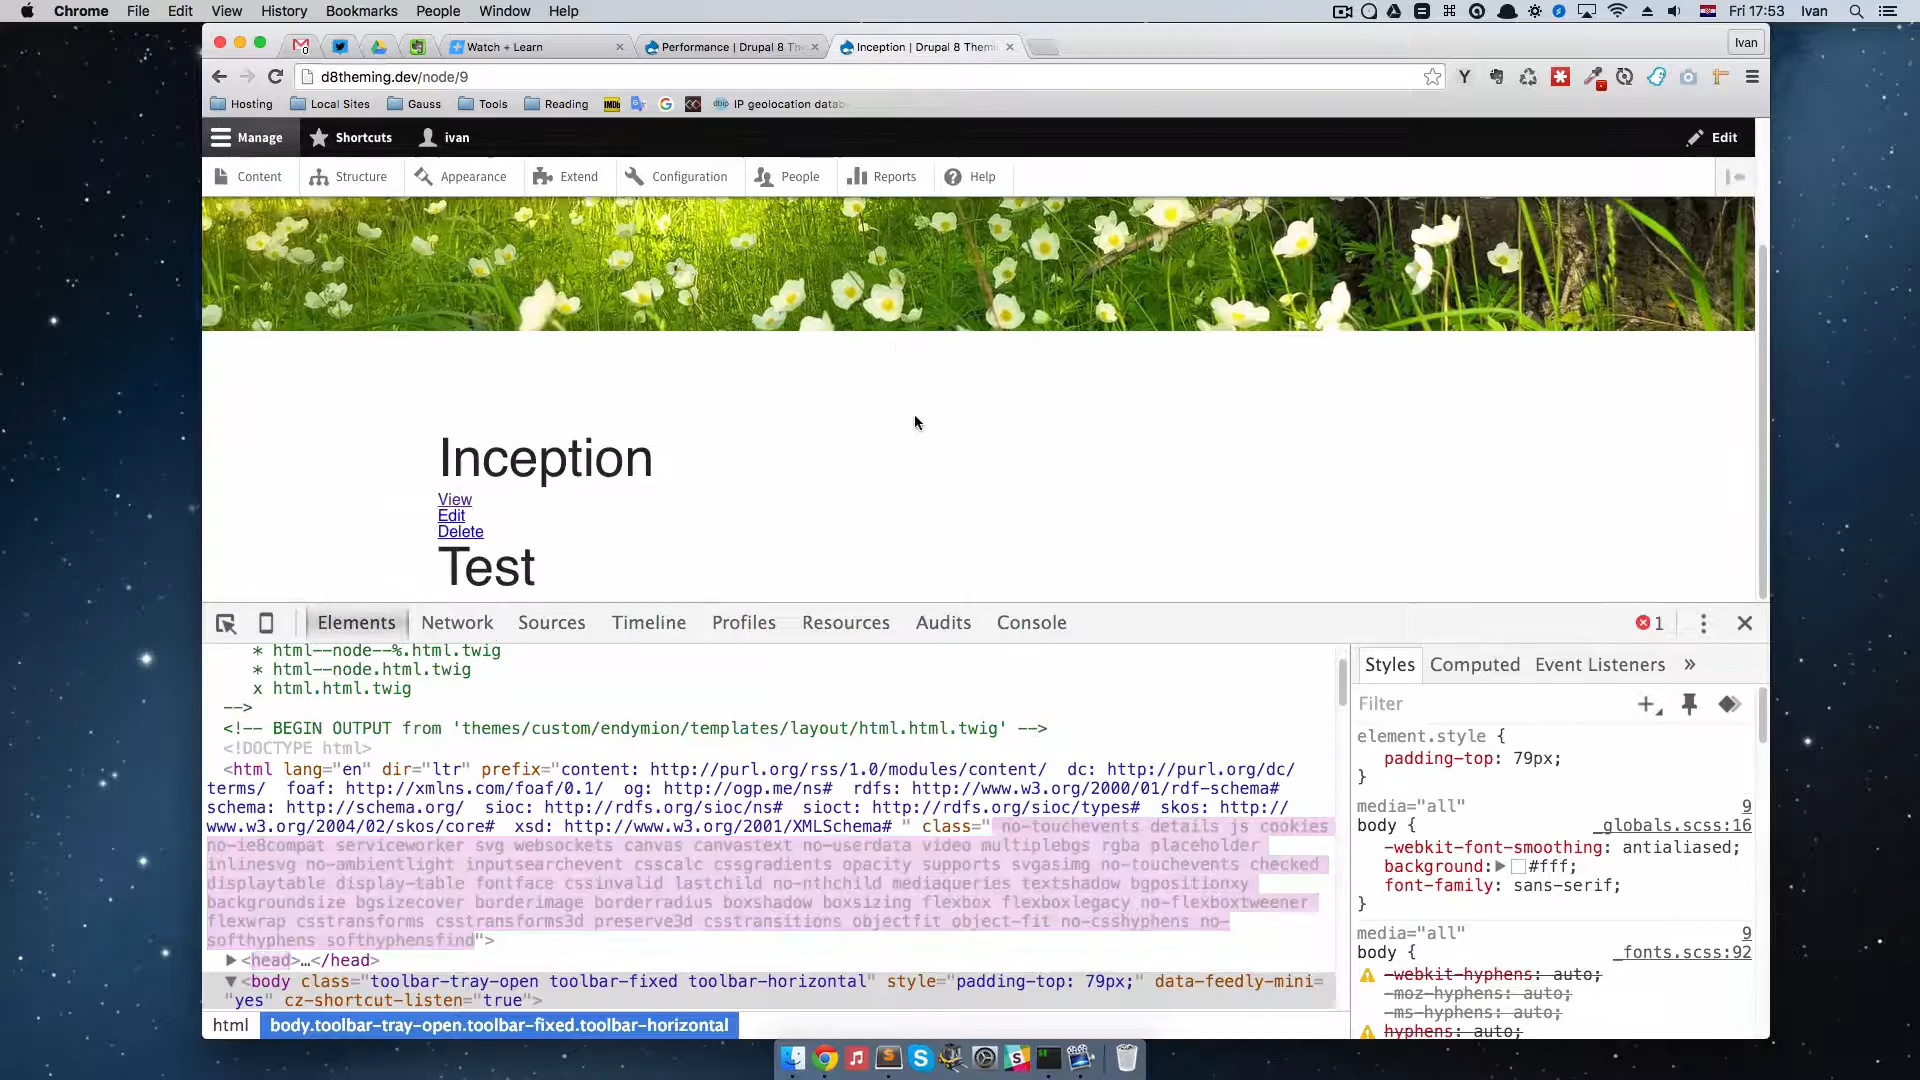 Chrome File Edit View History Bookmarks People Window Help Fri 17:53 Ivan
Watch + Learn
Performance | Drupal 8 Th
Inception | Drupal 8 Themi
Ivan
d8theming.dev/node/9
Hosting Local Sites Gauss Tools Reading IP geolocation datab
Manage Shortcuts ivan Edit
Content Structure Appearance Extend Configuration People Reports Help
Inception
View
Edit
Delete
Test
Elements Network Sources Timeline Profiles Resources Audits Console 1
* html--node--%.html.twig
* html--node.html.twig
x html.html.twig
-->
<!-- BEGIN OUTPUT from 'themes/custom/endymion/templates/layout/html.html.twig' -->
<!DOCTYPE html>
<html lang="en" dir="ltr" prefix="content: http://purl.org/rss/1.0/modules/content/  dc: http://purl.org/dc/
terms/  foaf: http://xmlns.com/foaf/0.1/  og: http://ogp.me/ns#  rdfs: http://www.w3.org/2000/01/rdf-schema#
schema: http://schema.org/  sioc: http://rdfs.org/sioc/ns#  sioct: http://rdfs.org/sioc/types#  skos: http://
www.w3.org/2004/02/skos/core#  xsd: http://www.w3.org/2001/XMLSchema# " class=" no-touchevents details js cookies
no-ie8compat serviceworker svg websockets canvas canvastext no-userdata video multiplebgs rgba placeholder
inlinesvg no-ambientlight inputsearchevent csscalc cssgradients opacity supports svgasimg no-touchevents checked
displaytable display-table fontface cssinvalid lastchild no-nthchild mediaqueries textshadow bgpositionxy
backgroundsize bgsizecover borderimage borderradius boxshadow boxsizing flexbox flexboxlegacy no-flexboxtweener
flexwrap csstransforms csstransforms3d preserve3d csstransitions objectfit object-fit no-csshyphens no-
softhyphens softhyphensfind">
<head>…</head>
<body class="toolbar-tray-open toolbar-fixed toolbar-horizontal" style="padding-top: 79px;" data-feedly-mini=
"yes" cz-shortcut-listen="true">
html body.toolbar-tray-open.toolbar-fixed.toolbar-horizontal
Styles Computed Event Listeners »
Filter
element.style {
padding-top: 79px;
}
media="all" 9
body { _globals.scss:16
-webkit-font-smoothing: antialiased;
background: #fff;
font-family: sans-serif;
}
media="all" 9
body { _fonts.scss:92
-webkit-hyphens: auto;
-moz-hyphens: auto;
-ms-hyphens: auto;
hyphens: auto;